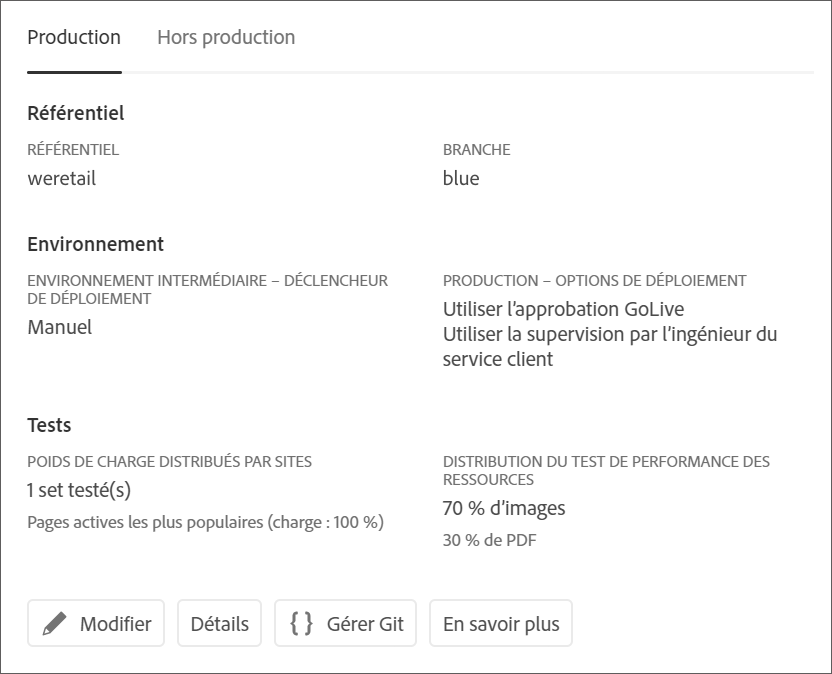 Production
Hors production
Référentiel
RÉFÉRENTIEL
weretail
BRANCHE
blue
Environnement
ENVIRONNEMENT INTERMÉDIAIRE – DÉCLENCHEUR
DE DÉPLOIEMENT
Manuel
PRODUCTION – OPTIONS DE DÉPLOIEMENT
Utiliser l’approbation GoLive
Utiliser la supervision par l’ingénieur du
service client
Tests
POIDS DE CHARGE DISTRIBUÉS PAR SITES
1 set testé(s)
Pages actives les plus populaires (charge : 100 %)
DISTRIBUTION DU TEST DE PERFORMANCE DES
RESSOURCES
70 % d’images
30 % de PDF
Modifier
Détails
{ } Gérer Git
En savoir plus